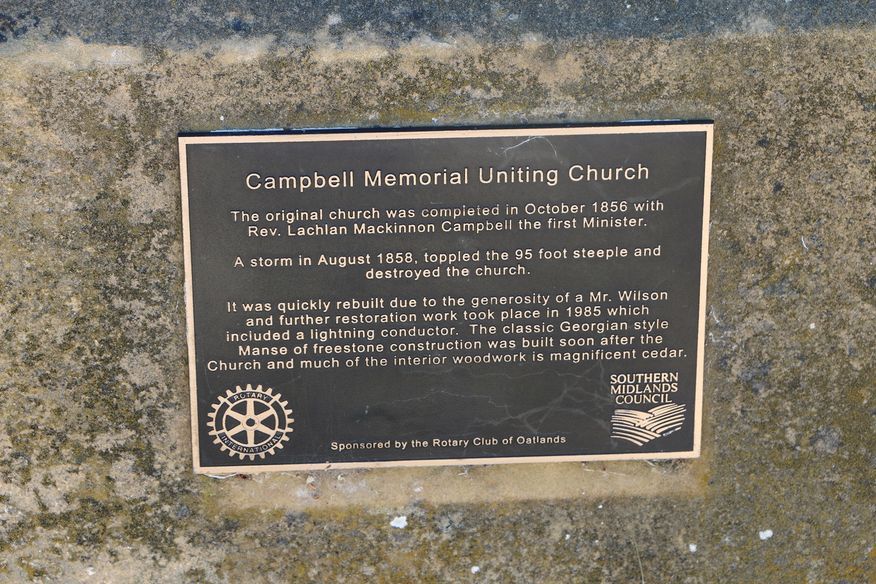 Campbell Memorial Uniting Church
The original church was completed in October 1856 with
Rev. Lachlan Mackinnon Campbell the first Minister.
A storm in August 1858, toppled the 95 foot steeple and
destroyed the church.
It was quickly rebuilt due to the generosity of a Mr. Wilson
and further restoration work took place in 1985 which
included a lightning conductor. The classic Georgian style
Manse of freestone construction was built soon after the
Church and much of the interior woodwork is magnificent cedar.
ROTARY
INTERNATIONAL
Sponsored by the Rotary Club of Oatlands
SOUTHERN
MIDLANDS
COUNCIL